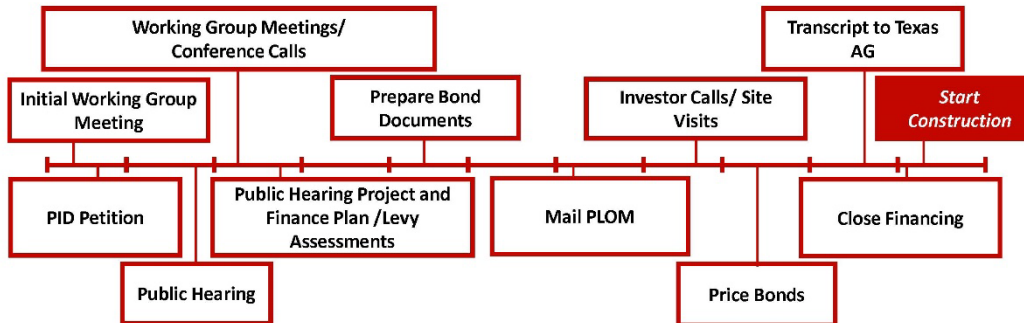 Working Group Meetings/
Conference Calls
Transcript to Texas
AG
Initial Working Group
Meeting
Prepare Bond
Documents
Investor Calls/ Site
Visits
Start
Construction
PID Petition
Public Hearing Project and
Finance Plan /Levy
Assessments
Mail PLOM
Close Financing
Public Hearing
Price Bonds